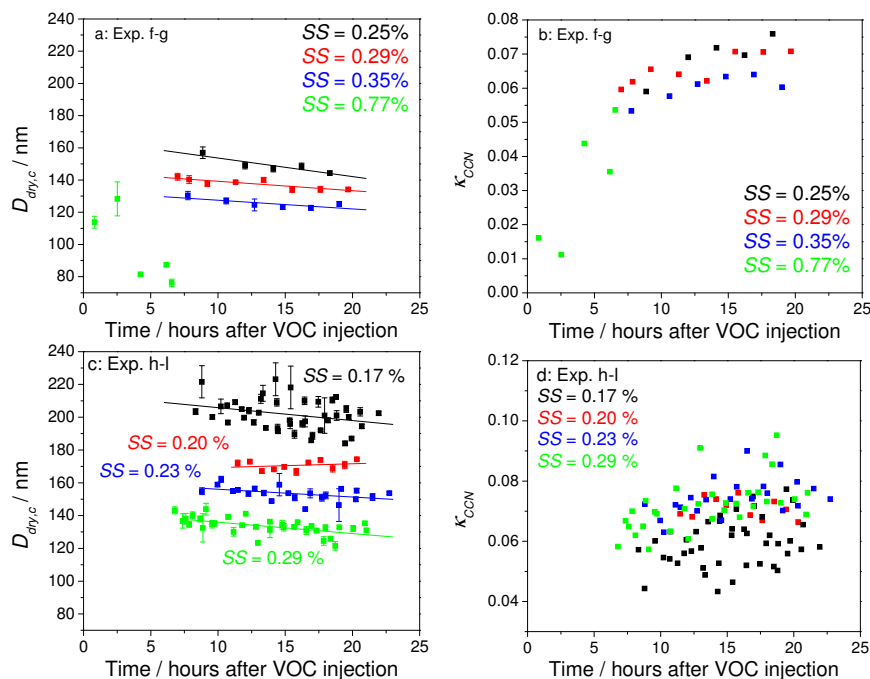 a: Exp. f-g
SS = 0.25%
SS = 0.29%
SS = 0.35%
SS = 0.77%
240
220
200
180
160
140
120
100
80
D_dry,c / nm
0 5 10 15 20 25
Time / hours after VOC injection
b: Exp. f-g
0.08
0.07
0.06
0.05
0.04
0.03
0.02
0.01
0.00
κ_CCN
SS = 0.25%
SS = 0.29%
SS = 0.35%
SS = 0.77%
0 5 10 15 20 25
Time / hours after VOC injection
c: Exp. h-l
SS = 0.17 %
SS = 0.20 %
SS = 0.23 %
SS = 0.29 %
240
220
200
180
160
140
120
100
80
D_dry,c / nm
0 5 10 15 20 25
Time / hours after VOC injection
d: Exp. h-l
SS = 0.17 %
SS = 0.20 %
SS = 0.23 %
SS = 0.29 %
0.12
0.10
0.08
0.06
0.04
κ_CCN
0 5 10 15 20 25
Time / hours after VOC injection